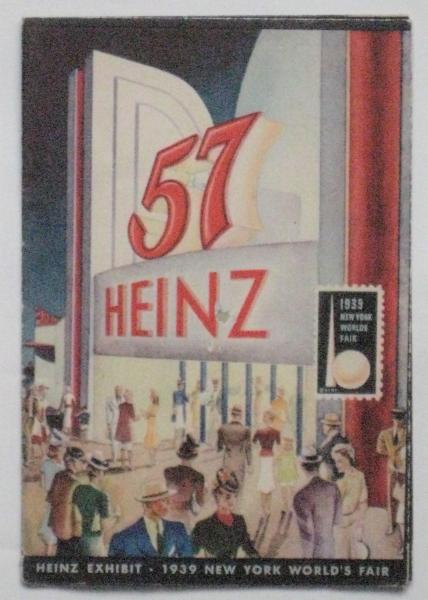 57
HEINZ
1939
NEW YORK
WORLDS
FAIR
HEINZ EXHIBIT - 1939 NEW YORK WORLD'S FAIR